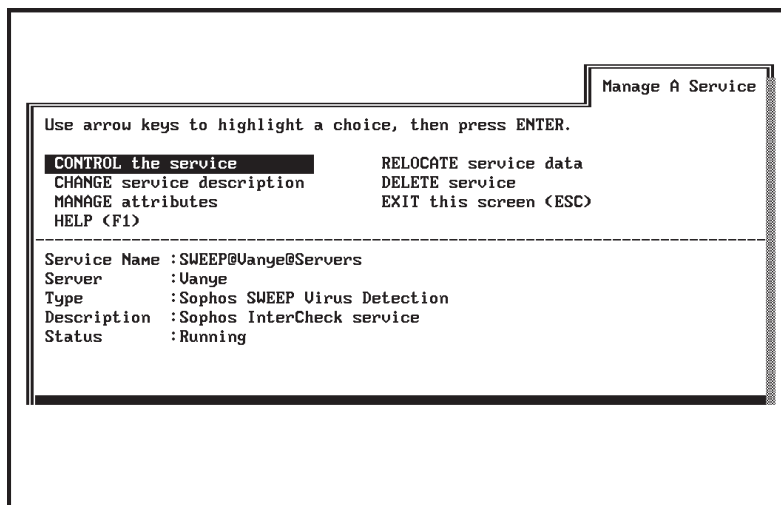 Manage A Service
Use arrow keys to highlight a choice, then press ENTER.
CONTROL the service RELOCATE service data
CHANGE service description DELETE service
MANAGE attributes EXIT this screen (ESC)
HELP (F1)
Service Name :SWEEP@Vanye@Servers
Server :Vanye
Type :Sophos SWEEP Virus Detection
Description :Sophos InterCheck service
Status :Running